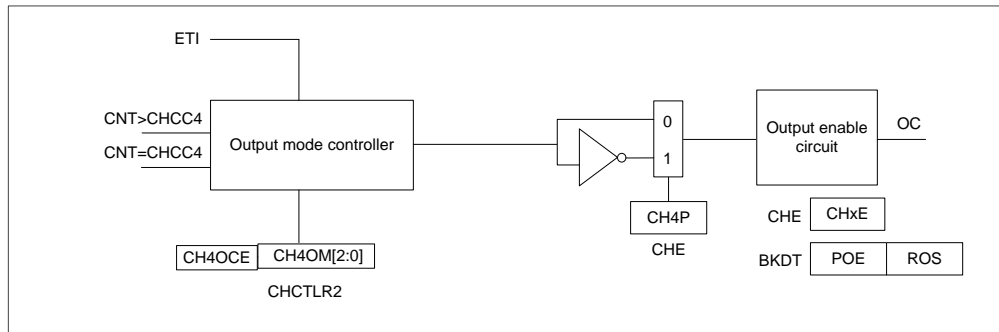 ETI
CNT>CHCC4
CNT=CHCC4
Output mode controller
0
1
Output enable
circuit
OC
CH4P
CHE
CHE
CHxE
BKDT
POE
ROS
CH4OCE
CH4OM[2:0]
CHCTLR2